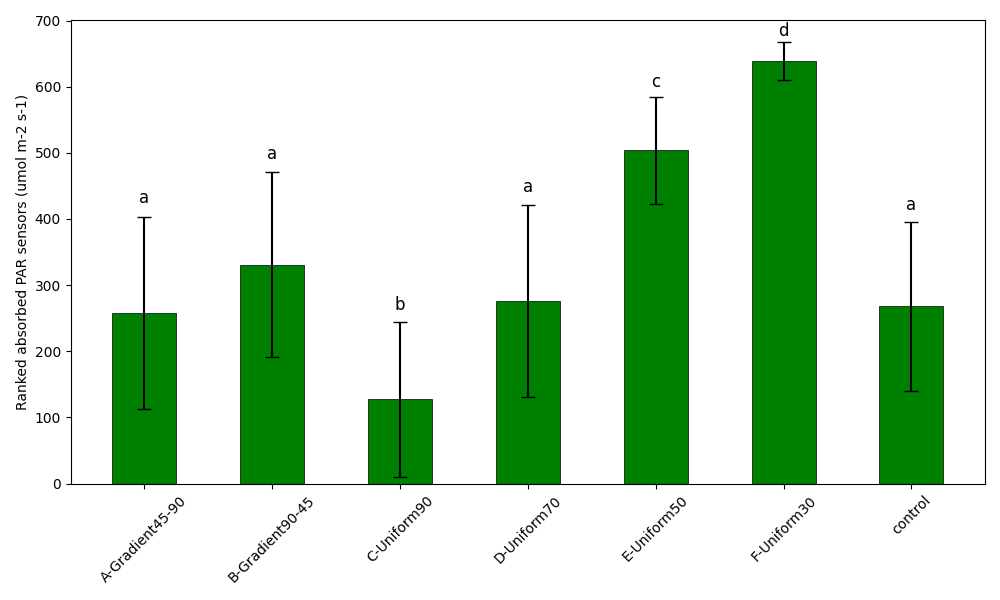 Ranked absorbed PAR sensors (umol m-2 s-1)
700
600
500
400
300
200
100
0
a
a
b
a
c
d
a
A-Gradient45-90
B-Gradient90-45
C-Uniform90
D-Uniform70
E-Uniform50
F-Uniform30
control